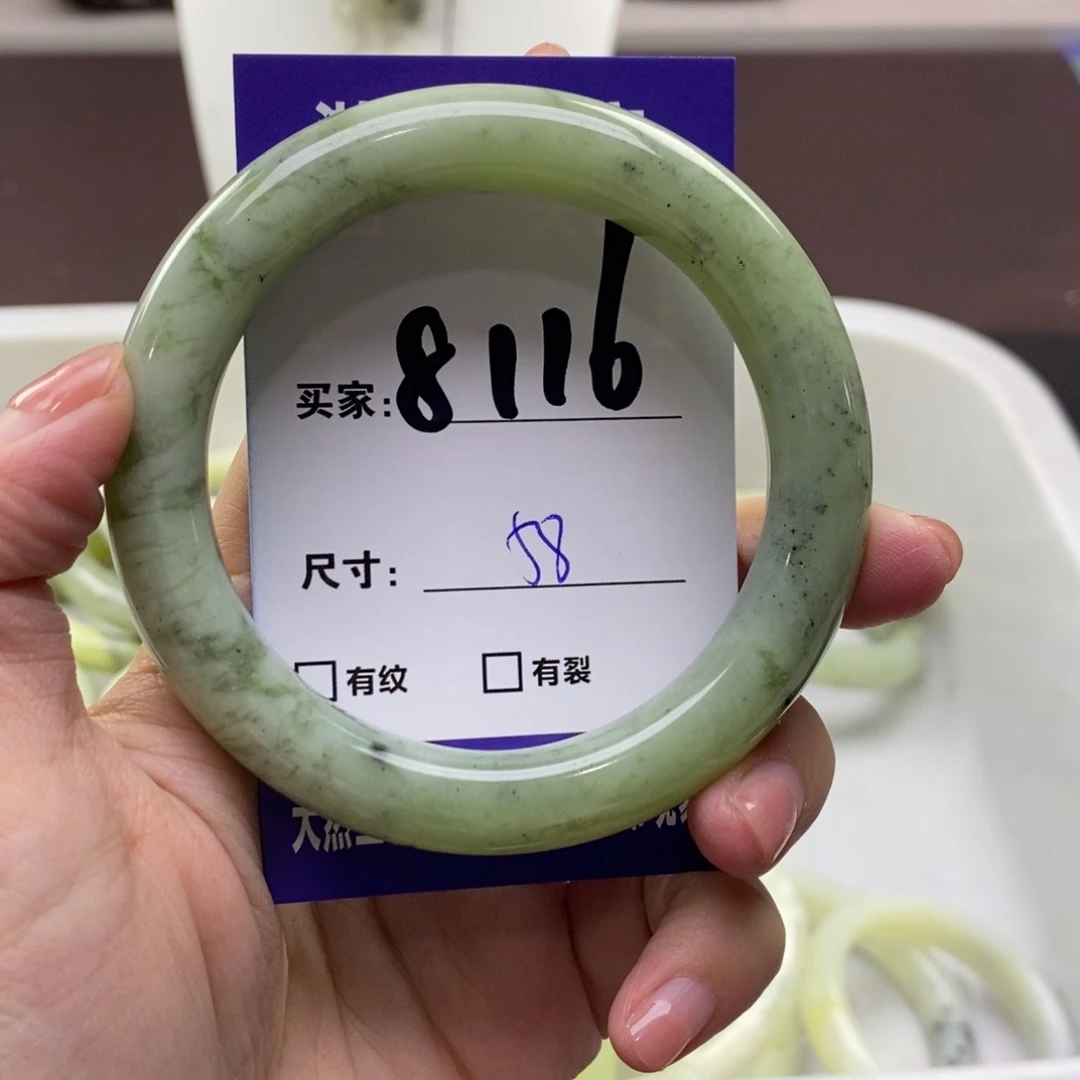 买家: 8116
尺寸: 58
有纹 有裂